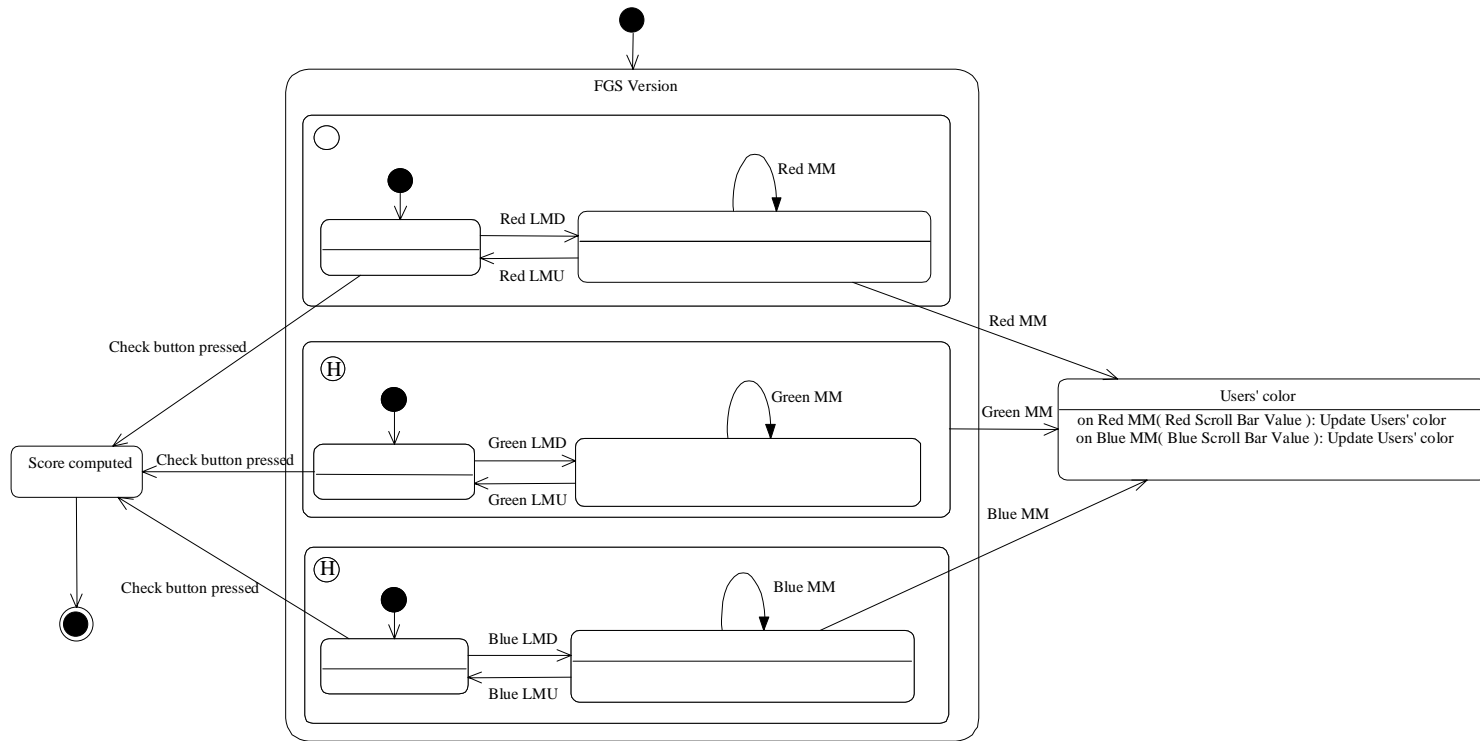 FGS Version
Red MM
Red LMD
Red LMU
Red MM
Check button pressed
H
Green MM
Users' color
Green MM
on Red MM( Red Scroll Bar Value ): Update Users' color
on Blue MM( Blue Scroll Bar Value ): Update Users' color
Green LMD
Score computed
Check button pressed
Green LMU
Blue MM
H
Check button pressed
Blue MM
Blue LMD
Blue LMU